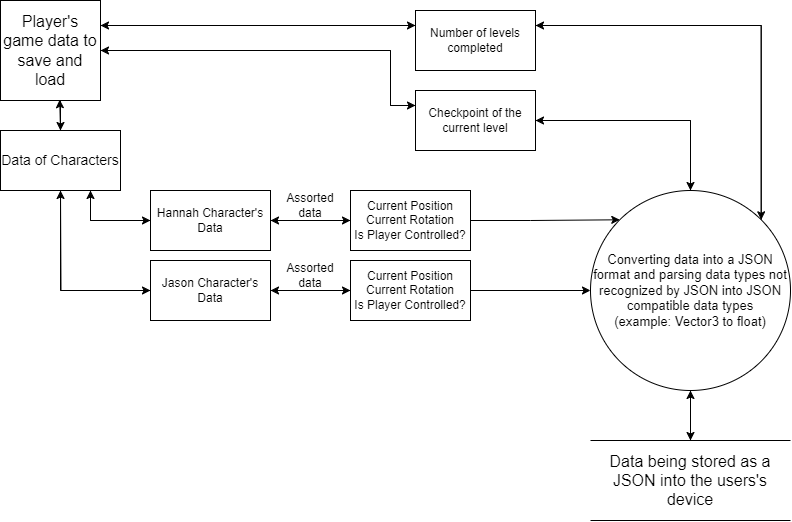 Player's
game data to
save and
load
Number of levels
completed
Checkpoint of the
current level
Data of Characters
Hannah Character's
Data
Assorted
data
Current Position
Current Rotation
Is Player Controlled?
Jason Character's
Data
Assorted
data
Current Position
Current Rotation
Is Player Controlled?
Converting data into a JSON
format and parsing data types not
recognized by JSON into JSON
compatible data types
(example: Vector3 to float)
Data being stored as a
JSON into the users's
device